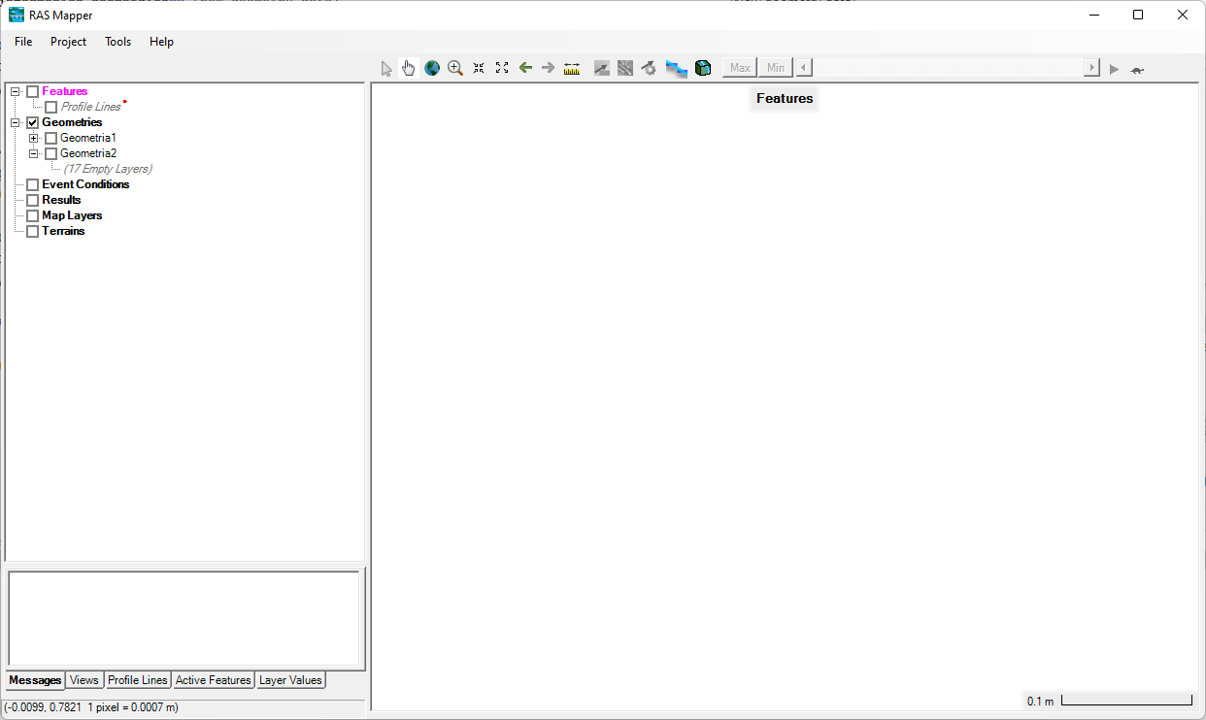 RAS Mapper
File Project Tools Help
Max Min
Features
Profile Lines
Geometries
Geometria1
Geometria2
(17 Empty Layers)
Event Conditions
Results
Map Layers
Terrains
Features
0.1 m
Messages Views Profile Lines Active Features Layer Values
(-0.0099, 0.7821 1 pixel = 0.0007 m)